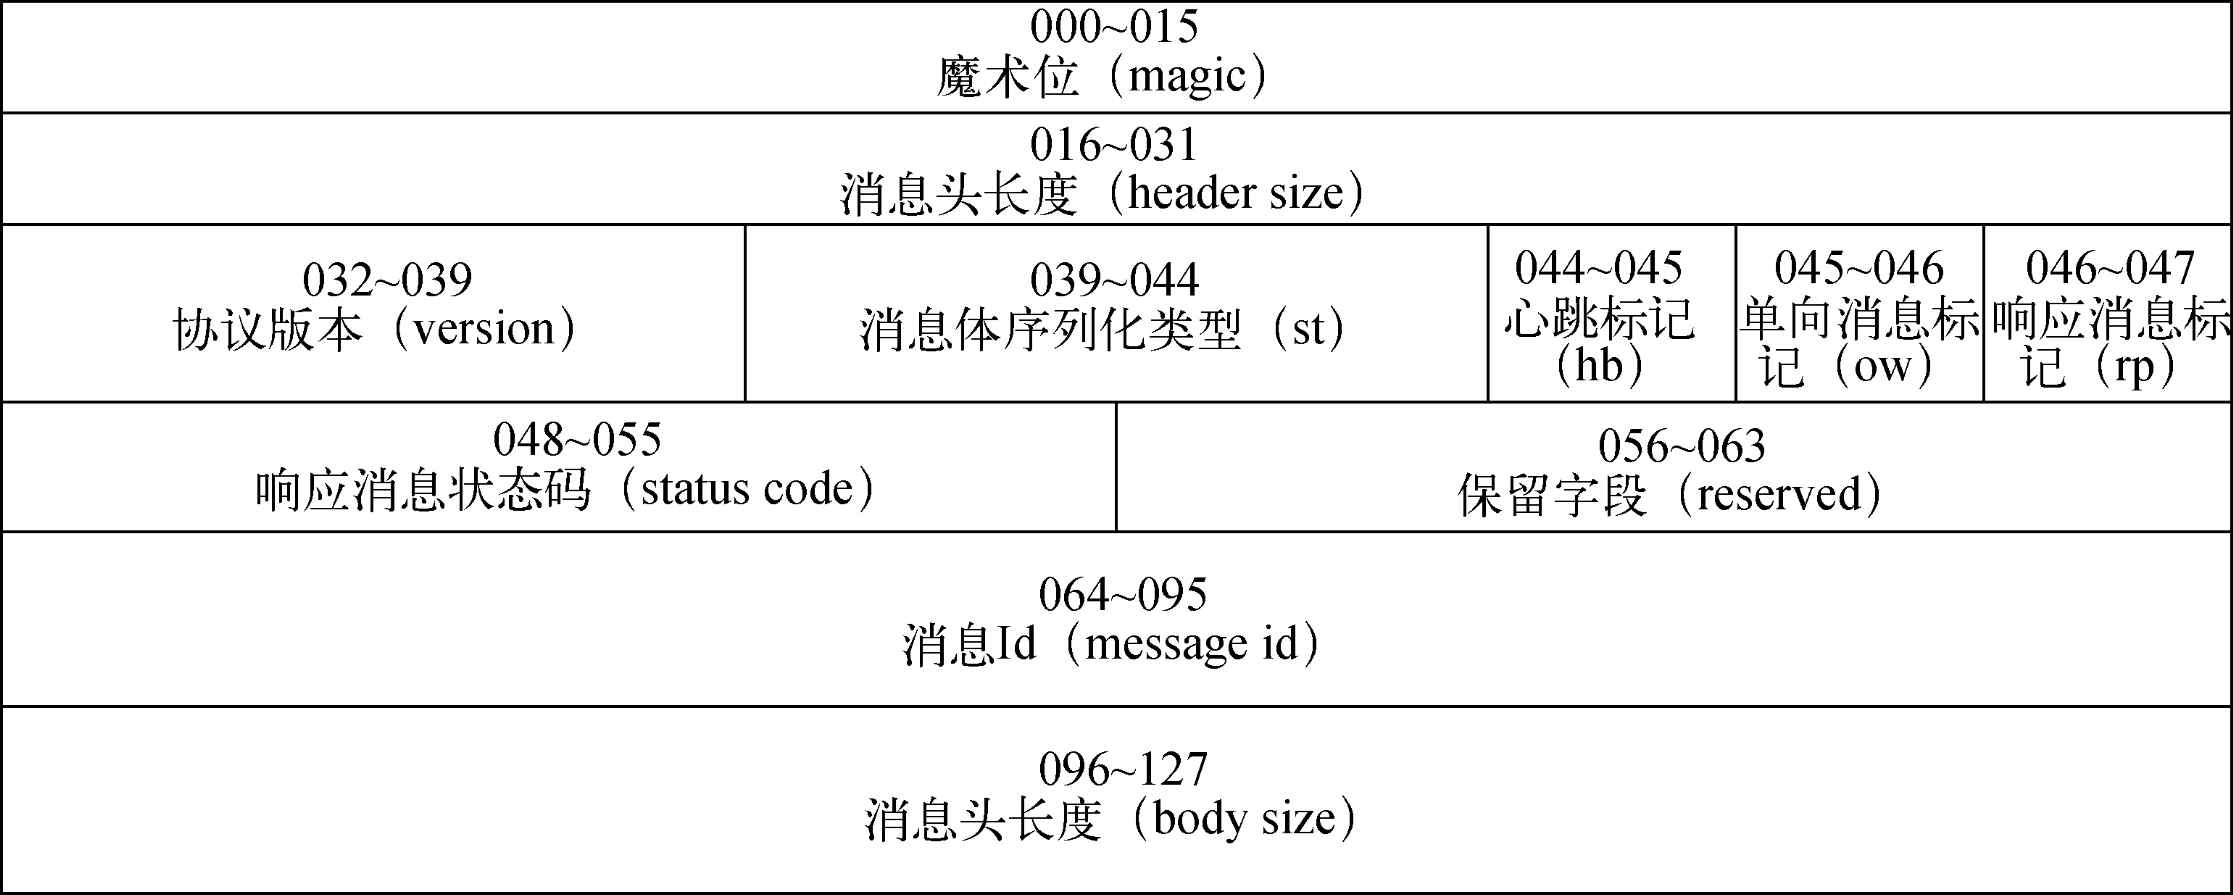 000~015
魔术位（magic）
016~031
消息头长度（header size）
032~039
协议版本（version）
039~044
消息体序列化类型（st）
044~045
心跳标记
（hb）
045~046
单向消息标
记（ow）
046~047
响应消息标
记（rp）
048~055
响应消息状态码（status code）
056~063
保留字段（reserved）
064~095
消息Id（message id）
096~127
消息头长度（body size）